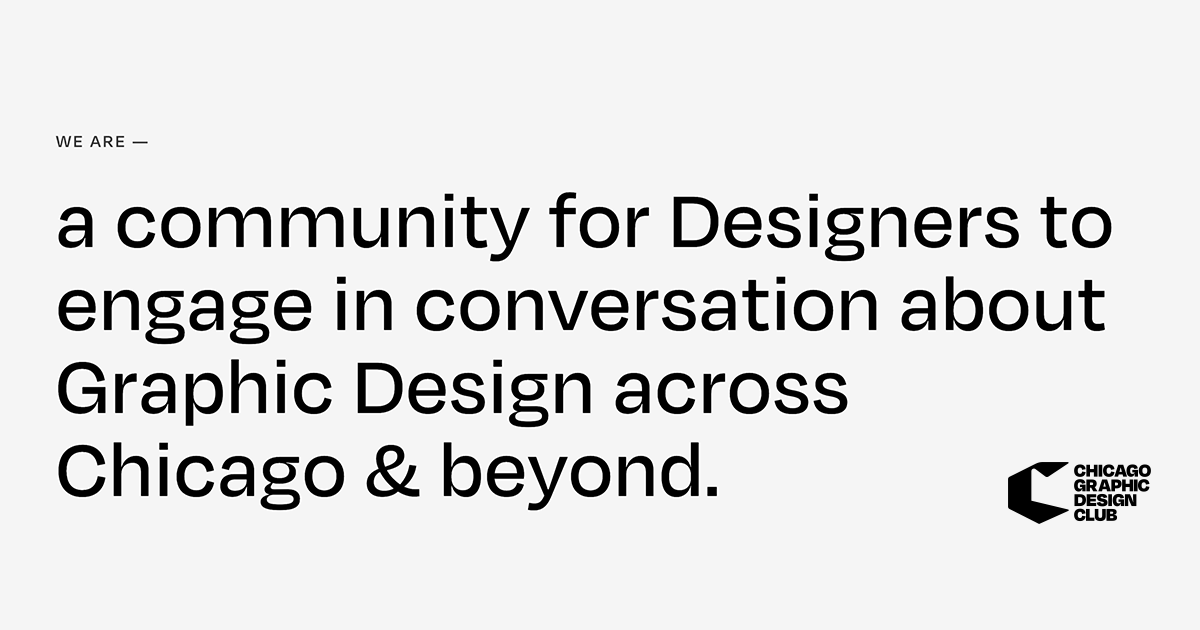 WE ARE —
a community for Designers to
engage in conversation about
Graphic Design across
Chicago & beyond.
CHICAGO
GRAPHIC
DESIGN
CLUB